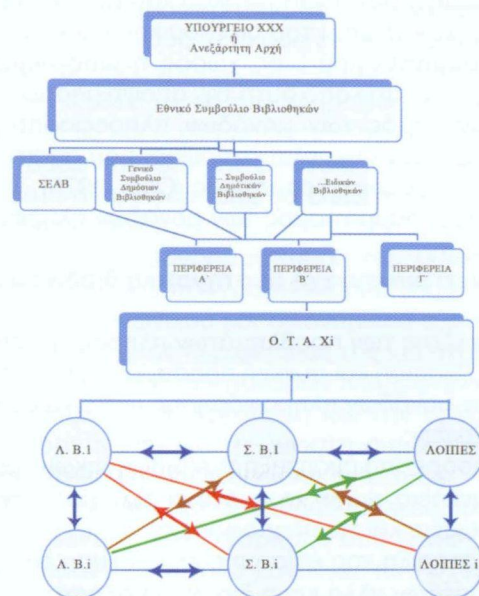 ΥΠΟΥΡΓΕΙΟ ΧΧΧ
ή
Ανεξάρτητη Αρχή
Εθνικό Συμβούλιο Βιβλιοθηκών
ΣΕΑΒ
Γενικό
Συμβούλιο
Δημόσιων
Βιβλιοθηκών
... Συμβούλιο
Δημοτικών
Βιβλιοθηκών
...Ειδικών
Βιβλιοθηκών
ΠΕΡΙΦΕΡΕΙΑ
Α΄
ΠΕΡΙΦΕΡΕΙΑ
Β΄
ΠΕΡΙΦΕΡΕΙΑ
Ο. Τ. Α. Χi
Λ. Β.1
Σ. Β.1
ΛΟΙΠΕΣ
Λ. Β.i
Σ. Β.i
ΛΟΙΠΕΣ i